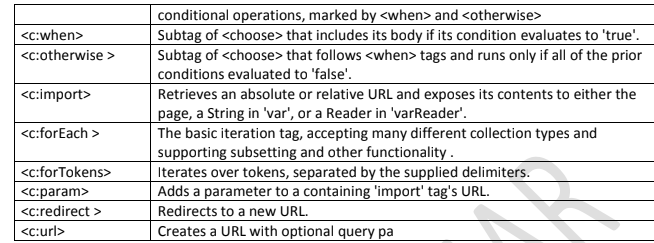 conditional operations, marked by <when> and <otherwise>
<c:when> Subtag of <choose> that includes its body if its condition evaluates to 'true'.
<c:otherwise > Subtag of <choose> that follows <when> tags and runs only if all of the prior
conditions evaluated to 'false'.
<c:import> Retrieves an absolute or relative URL and exposes its contents to either the
page, a String in 'var', or a Reader in 'varReader'.
<c:forEach > The basic iteration tag, accepting many different collection types and
supporting subsetting and other functionality .
<c:forTokens> Iterates over tokens, separated by the supplied delimiters.
<c:param> Adds a parameter to a containing 'import' tag's URL.
<c:redirect > Redirects to a new URL.
<c:url> Creates a URL with optional query pa